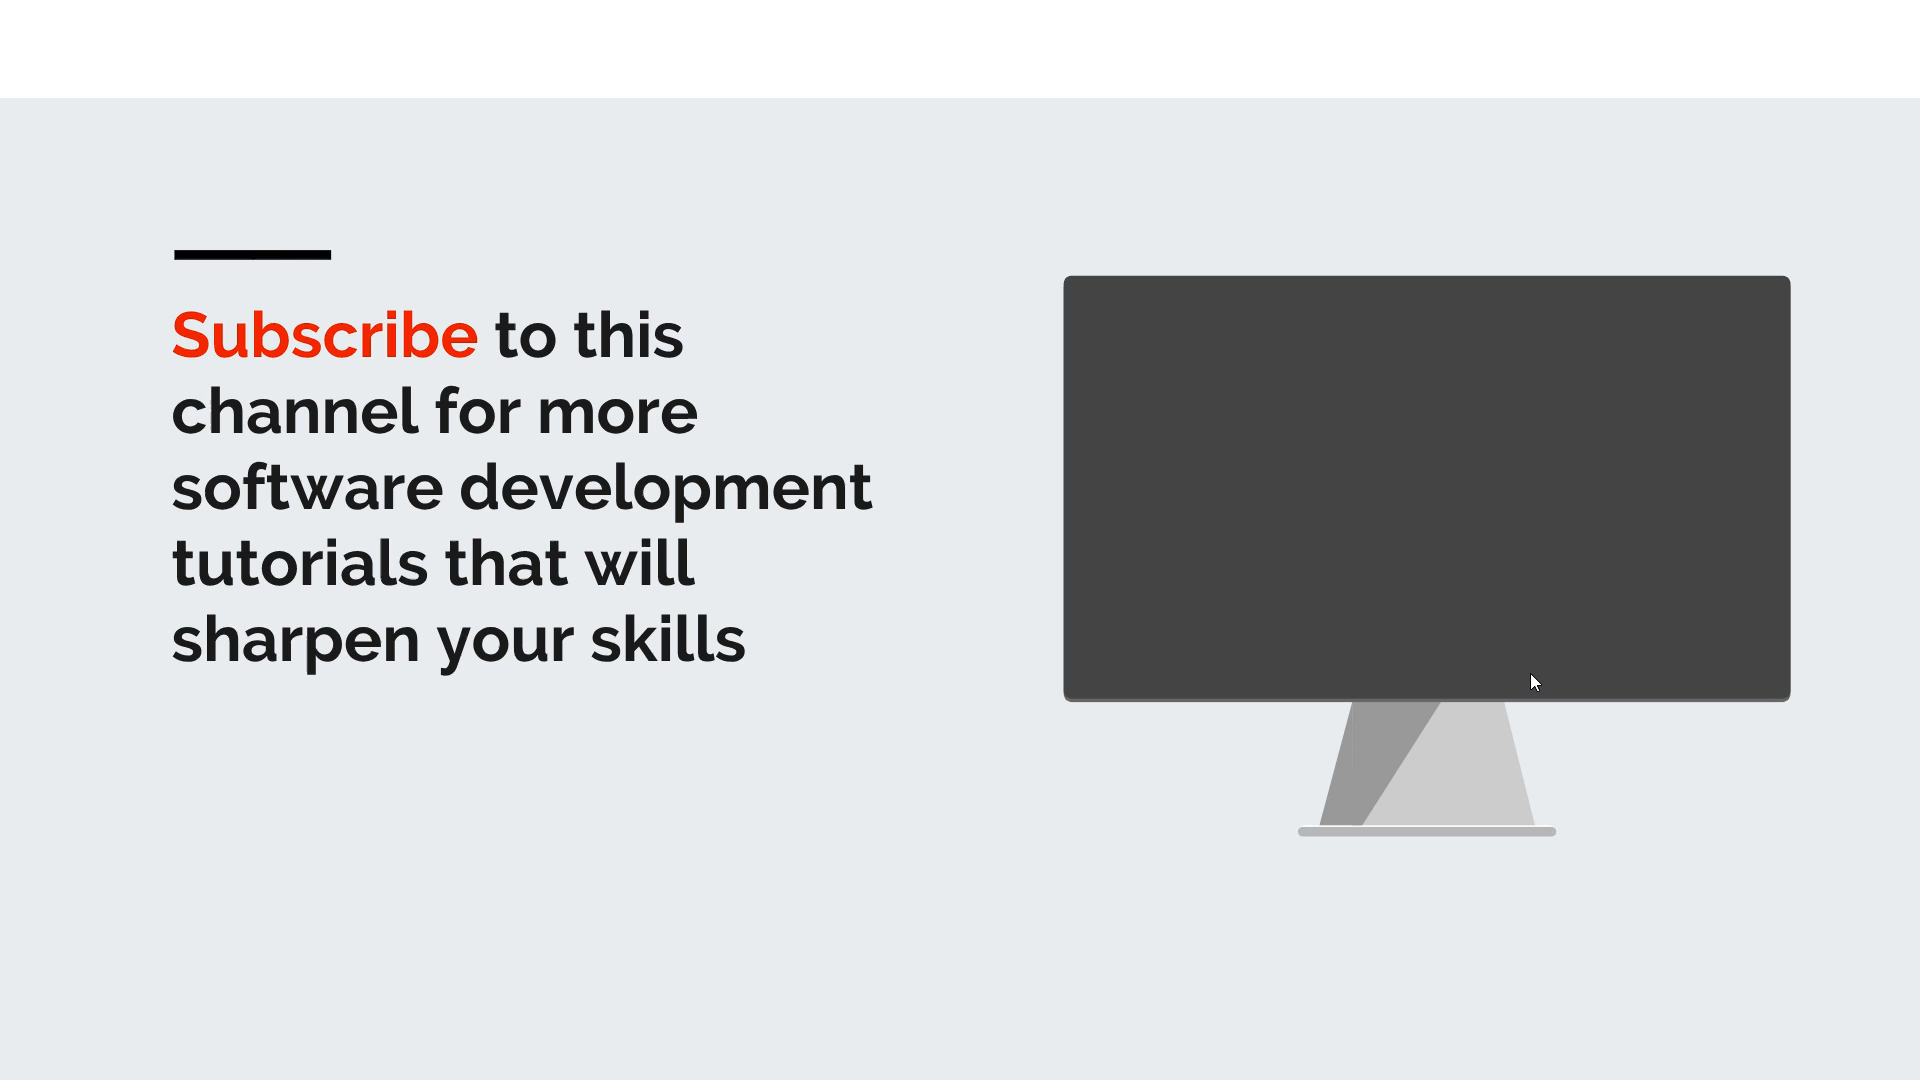 Subscribe to this
channel for more
software development
tutorials that will
sharpen your skills